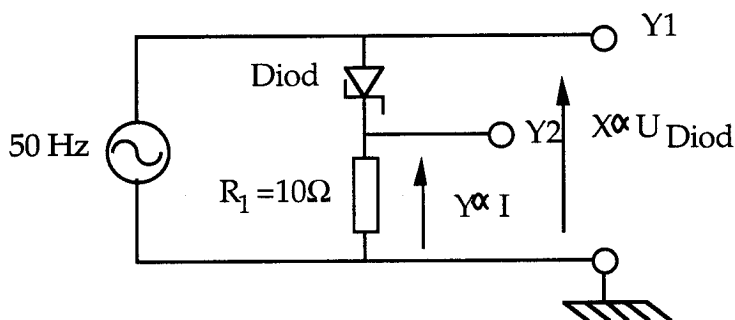 Y1
Diod
50 Hz
Y2
X∝U Diod
R₁ =10Ω
Y∝ I